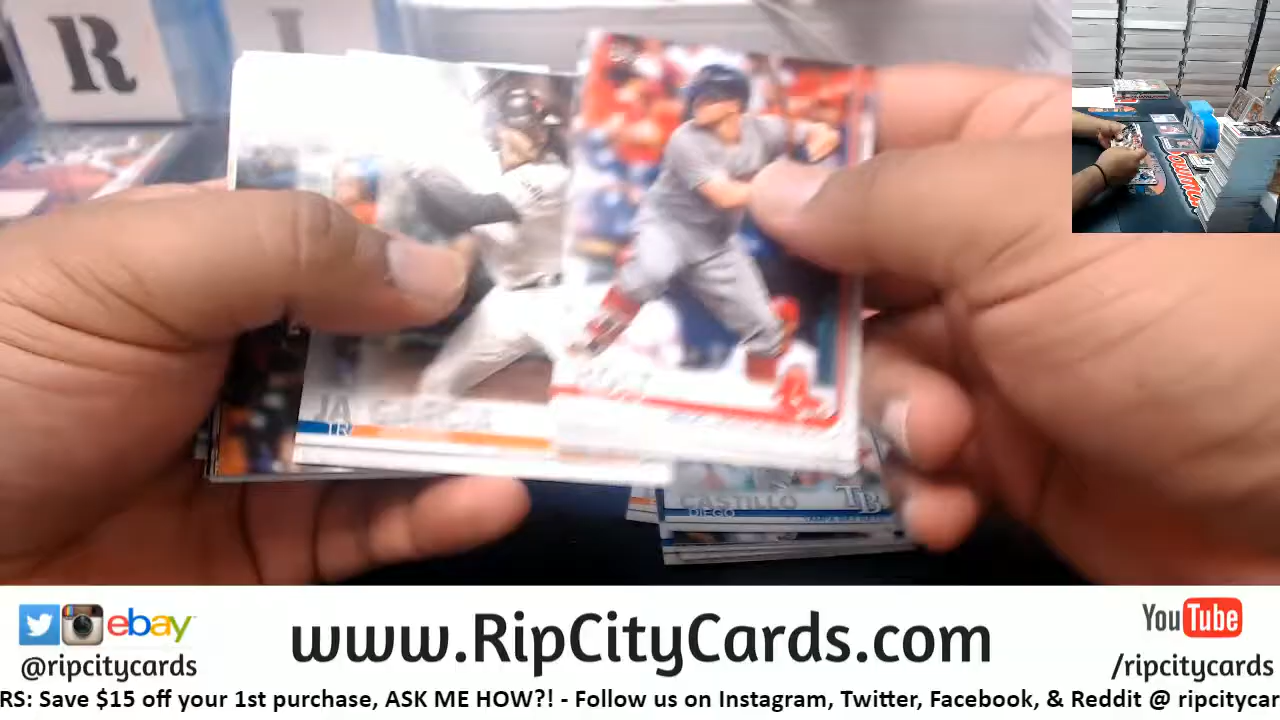 R
CASTILLO
DIEGO
TB
ebay
www.RipCityCards.com
YouTube
@ripcitycards
/ripcitycards
RS: Save $15 off your 1st purchase, ASK ME HOW?! - Follow us on Instagram, Twitter, Facebook, & Reddit @ ripcitycar